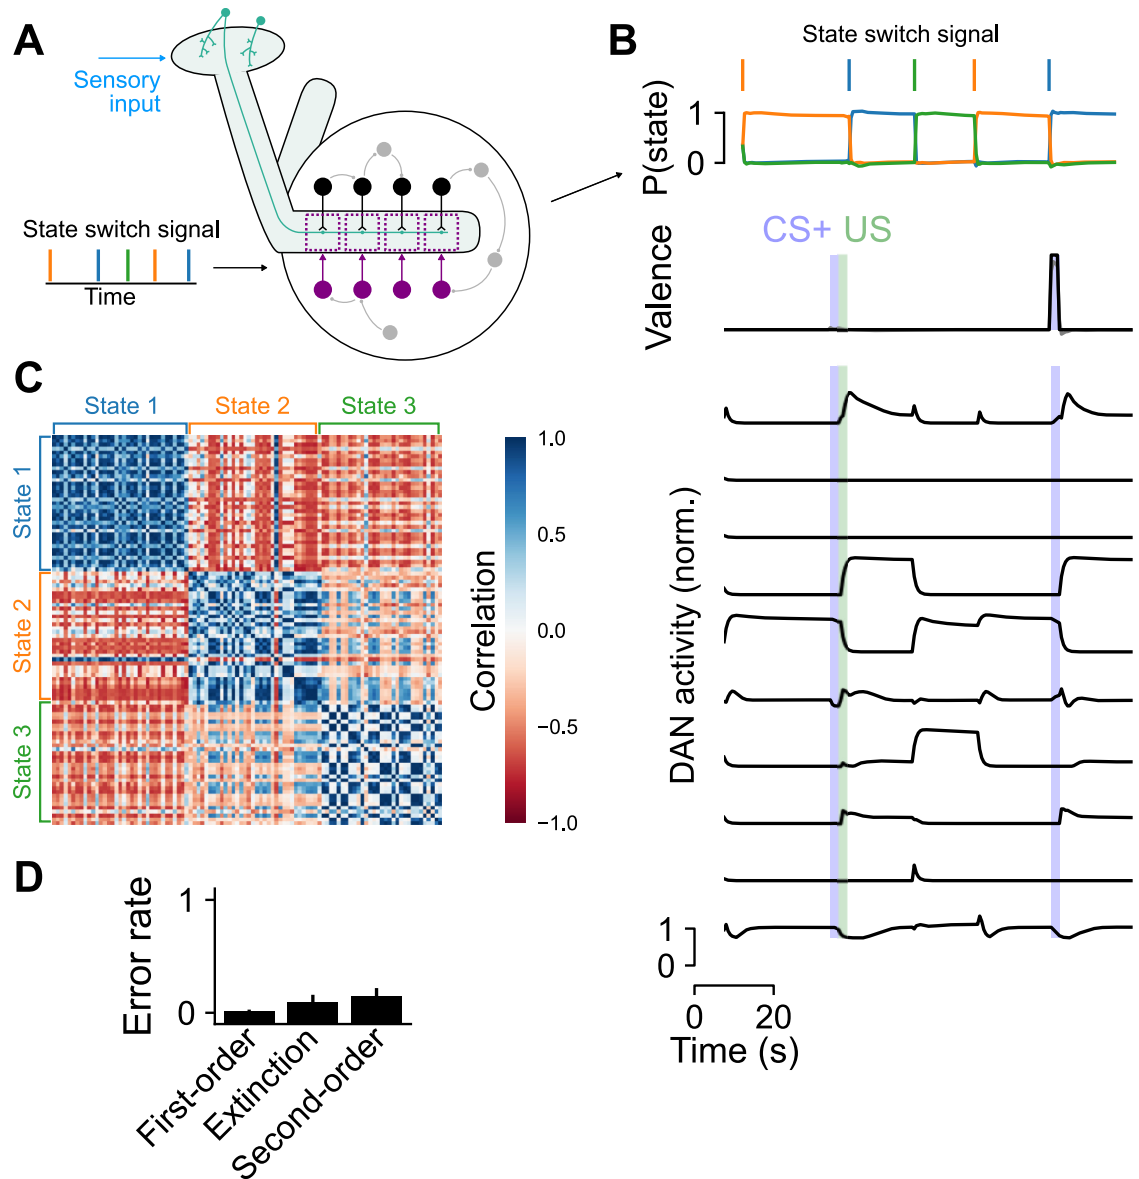 A
Sensory
input
State switch signal
Time
B
State switch signal
P(state)
1
0
CS+ US
Valence
DAN activity (norm.)
1
0
0 20
Time (s)
C
State 1 State 2 State 3
State 1
State 2
State 3
1.0
0.5
0.0
−0.5
−1.0
Correlation
D
Error rate
1
0
First-order
Extinction
Second-order